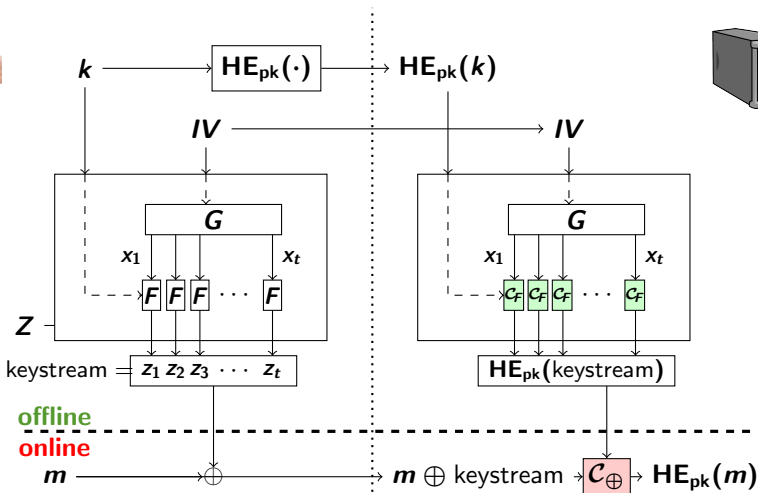 k HE_pk(·) HE_pk(k)
IV IV
G G
x_1 x_t x_1 x_t
F F F ··· F C_F C_F C_F ··· C_F
Z
keystream = z_1 z_2 z_3 ··· z_t HE_pk(keystream)
offline
online
m ⊕ m ⊕ keystream C_⊕ HE_pk(m)